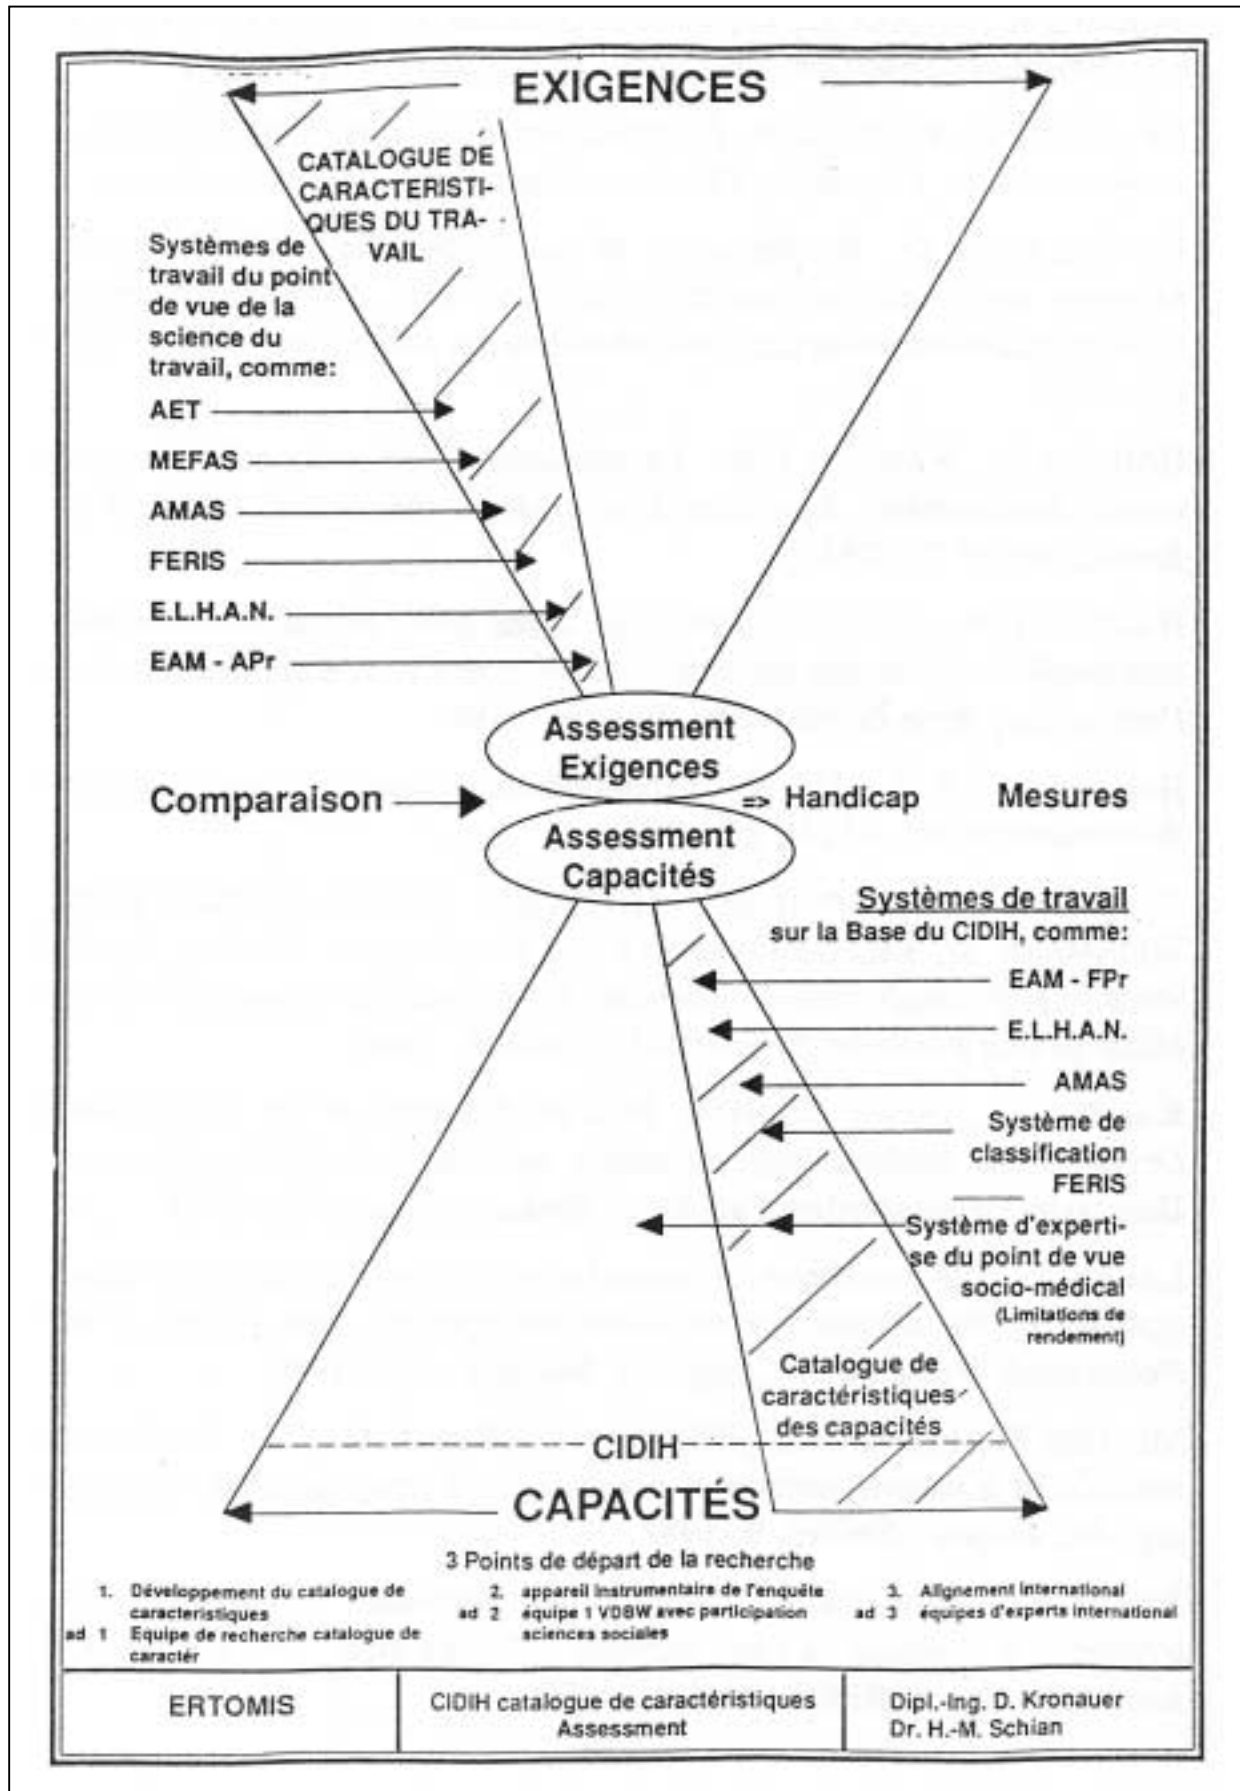 EXIGENCES
CATALOGUE DE
CARACTERISTI-
QUES DU TRA-
VAIL
Systèmes de
travail du point
de vue de la
science du
travail, comme:
AET
MEFAS
AMAS
FERIS
E.L.H.A.N.
EAM - APr
Assessment
Exigences
Comparaison
=> Handicap
Mesures
Assessment
Capacités
Systèmes de travail
sur la Base du CIDIH, comme:
EAM - FPr
E.L.H.A.N.
AMAS
Système de
classification
FERIS
Système d'experti-
se du point de vue
socio-médical
(Limitations de
rendement)
Catalogue de
caractéristiques
des capacités
CIDIH
CAPACITÉS
3 Points de départ de la recherche
1. Développement du catalogue de
caracteristiques
ad 1 Equipe de recherche catalogue de
caractér
2. appareil instrumentaire de l'enquête
ad 2 équipe 1 VDBW avec participation
sciences sociales
3. Alignement international
ad 3 équipes d'experts international
ERTOMIS
CIDIH catalogue de caractéristiques
Assessment
Dipl.-Ing. D. Kronauer
Dr. H.-M. Schian